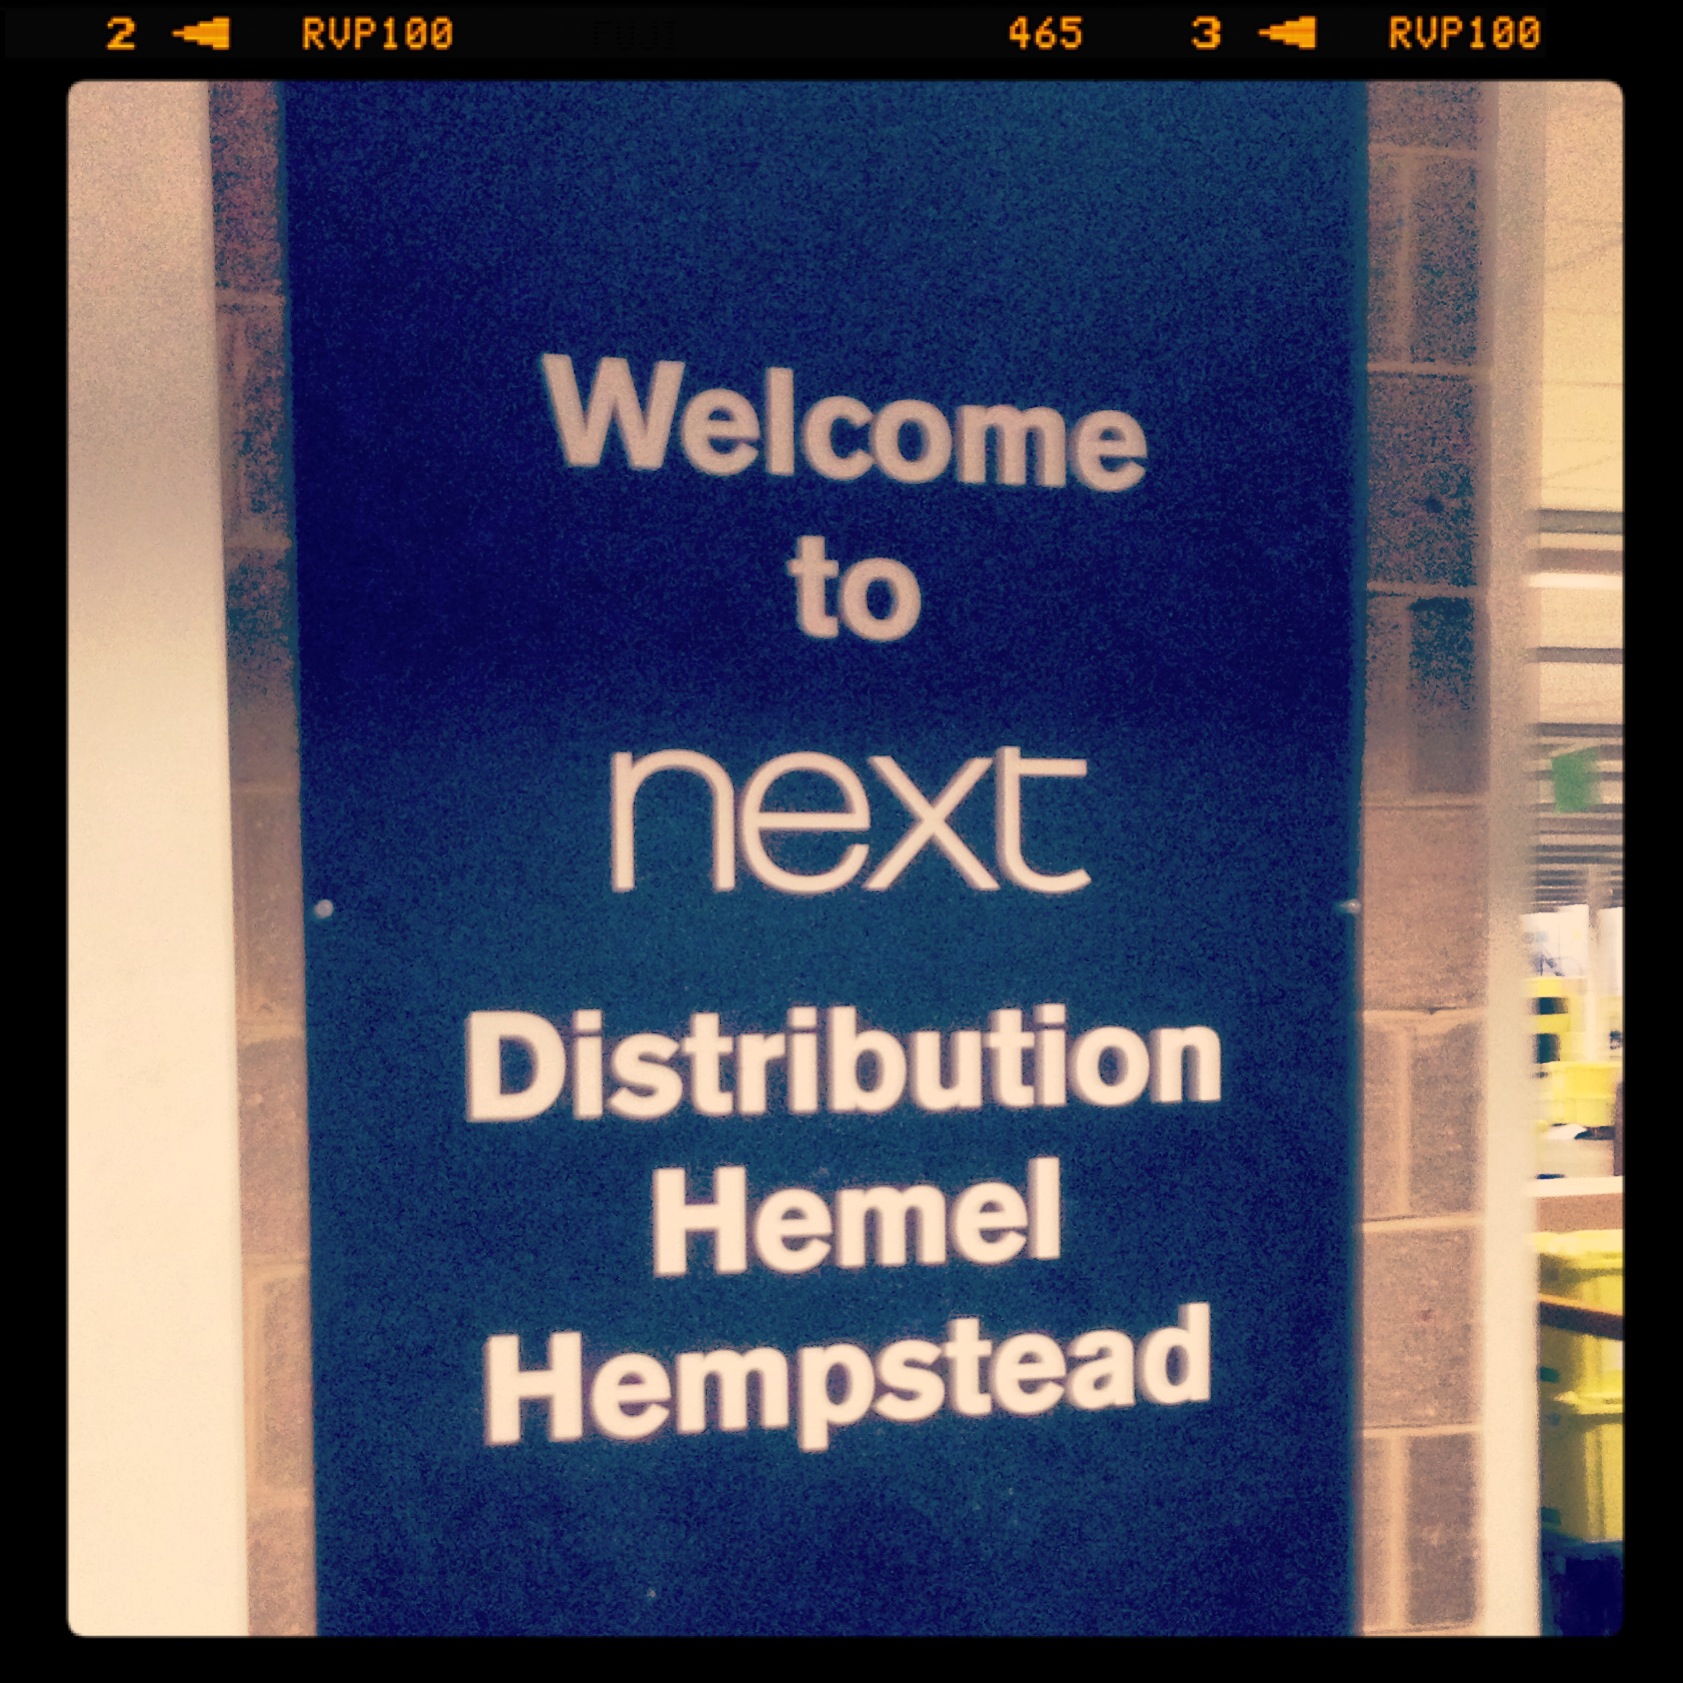 2 RVP100 465 3 RVP100
Welcome
to
next
Distribution
Hemel
Hempstead